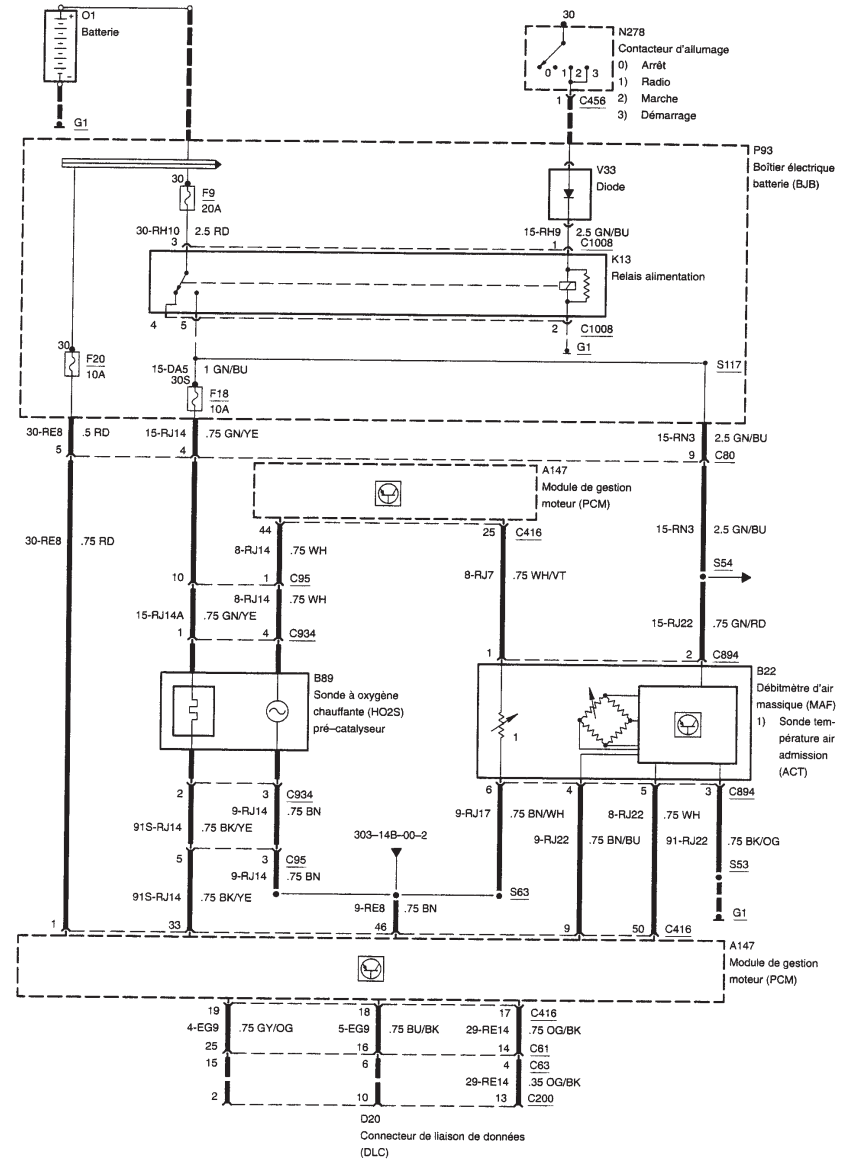 O1
Batterie
+
–
G1
30
N278
Contacteur d'allumage
0) Arrêt
1) Radio
2) Marche
3) Démarrage
0 1 2 3
1 C456
P93
Boîtier électrique
batterie (BJB)
30
F9
20A
V33
Diode
30-RH10 2.5 RD
15-RH9 2.5 GN/BU
3
1 C1008
K13
Relais alimentation
4 5
2 C1008
G1
30
F20
10A
15-DA5 1 GN/BU
30S
F18
10A
S117
30-RE8 .5 RD
15-RJ14 .75 GN/YE
15-RN3 2.5 GN/BU
5
4
9 C80
A147
Module de gestion
moteur (PCM)
44
25 C416
30-RE8 .75 RD
8-RJ14 .75 WH
15-RN3 2.5 GN/BU
S54
10
1 C95
8-RJ7 .75 WH/VT
8-RJ14 .75 WH
15-RJ14A .75 GN/YE
15-RJ22 .75 GN/RD
1
4 C934
1
2 C894
B89
Sonde à oxygène
chauffante (HO2S)
pré–catalyseur
B22
Débitmètre d'air
massique (MAF)
1) Sonde tem-
pérature air
admission
(ACT)
1
2
3 C934
6
4
5
3 C894
9-RJ14 .75 BN
91S-RJ14 .75 BK/YE
9-RJ17 .75 BN/WH
8-RJ22 .75 WH
9-RJ22 .75 BN/BU
91-RJ22 .75 BK/OG
303–14B–00–2
5
3 C95
9-RJ14 .75 BN
S53
91S-RJ14 .75 BK/YE
S63
9-RE8 .75 BN
G1
1
33
46
9
50 C416
A147
Module de gestion
moteur (PCM)
19
18
17 C416
4-EG9 .75 GY/OG
5-EG9 .75 BU/BK
29-RE14 .75 OG/BK
25
16
14 C61
15
6
4 C63
29-RE14 .35 OG/BK
2
10
13 C200
D20
Connecteur de liaison de données
(DLC)